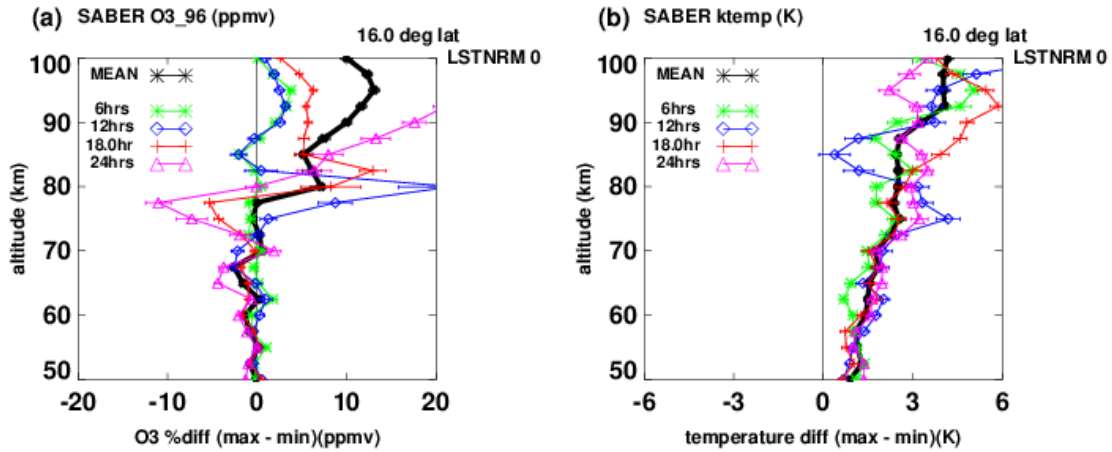 (a) SABER O3_96 (ppmv)
16.0 deg lat
LSTNRM 0
MEAN
6hrs
12hrs
18.0hr
24hrs
100
90
80
70
60
50
altitude (km)
-20 -10 0 10 20
O3 %diff (max - min)(ppmv)
(b) SABER ktemp (K)
16.0 deg lat
LSTNRM 0
MEAN
6hrs
12hrs
18.0hr
24hrs
100
90
80
70
60
50
altitude (km)
-6 -3 0 3 6
temperature diff (max - min)(K)